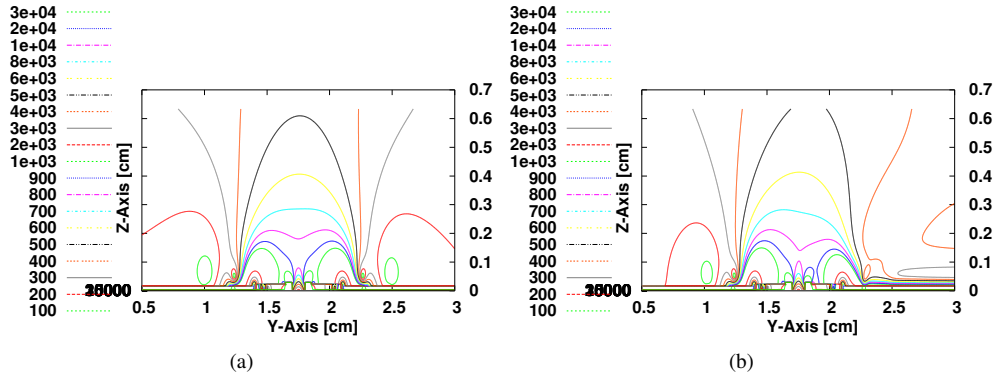 3e+04
2e+04
1e+04
8e+03
6e+03
5e+03
4e+03
3e+03
2e+03
1e+03
900
800
700
600
500
400
300
200
100
Z-Axis [cm]
0.7
0.6
0.5
0.4
0.3
0.2
0.1
0
0.5 1 1.5 2 2.5 3
Y-Axis [cm]
(a)
3e+04
2e+04
1e+04
8e+03
6e+03
5e+03
4e+03
3e+03
2e+03
1e+03
900
800
700
600
500
400
300
200
100
Z-Axis [cm]
0.7
0.6
0.5
0.4
0.3
0.2
0.1
0
0.5 1 1.5 2 2.5 3
Y-Axis [cm]
(b)